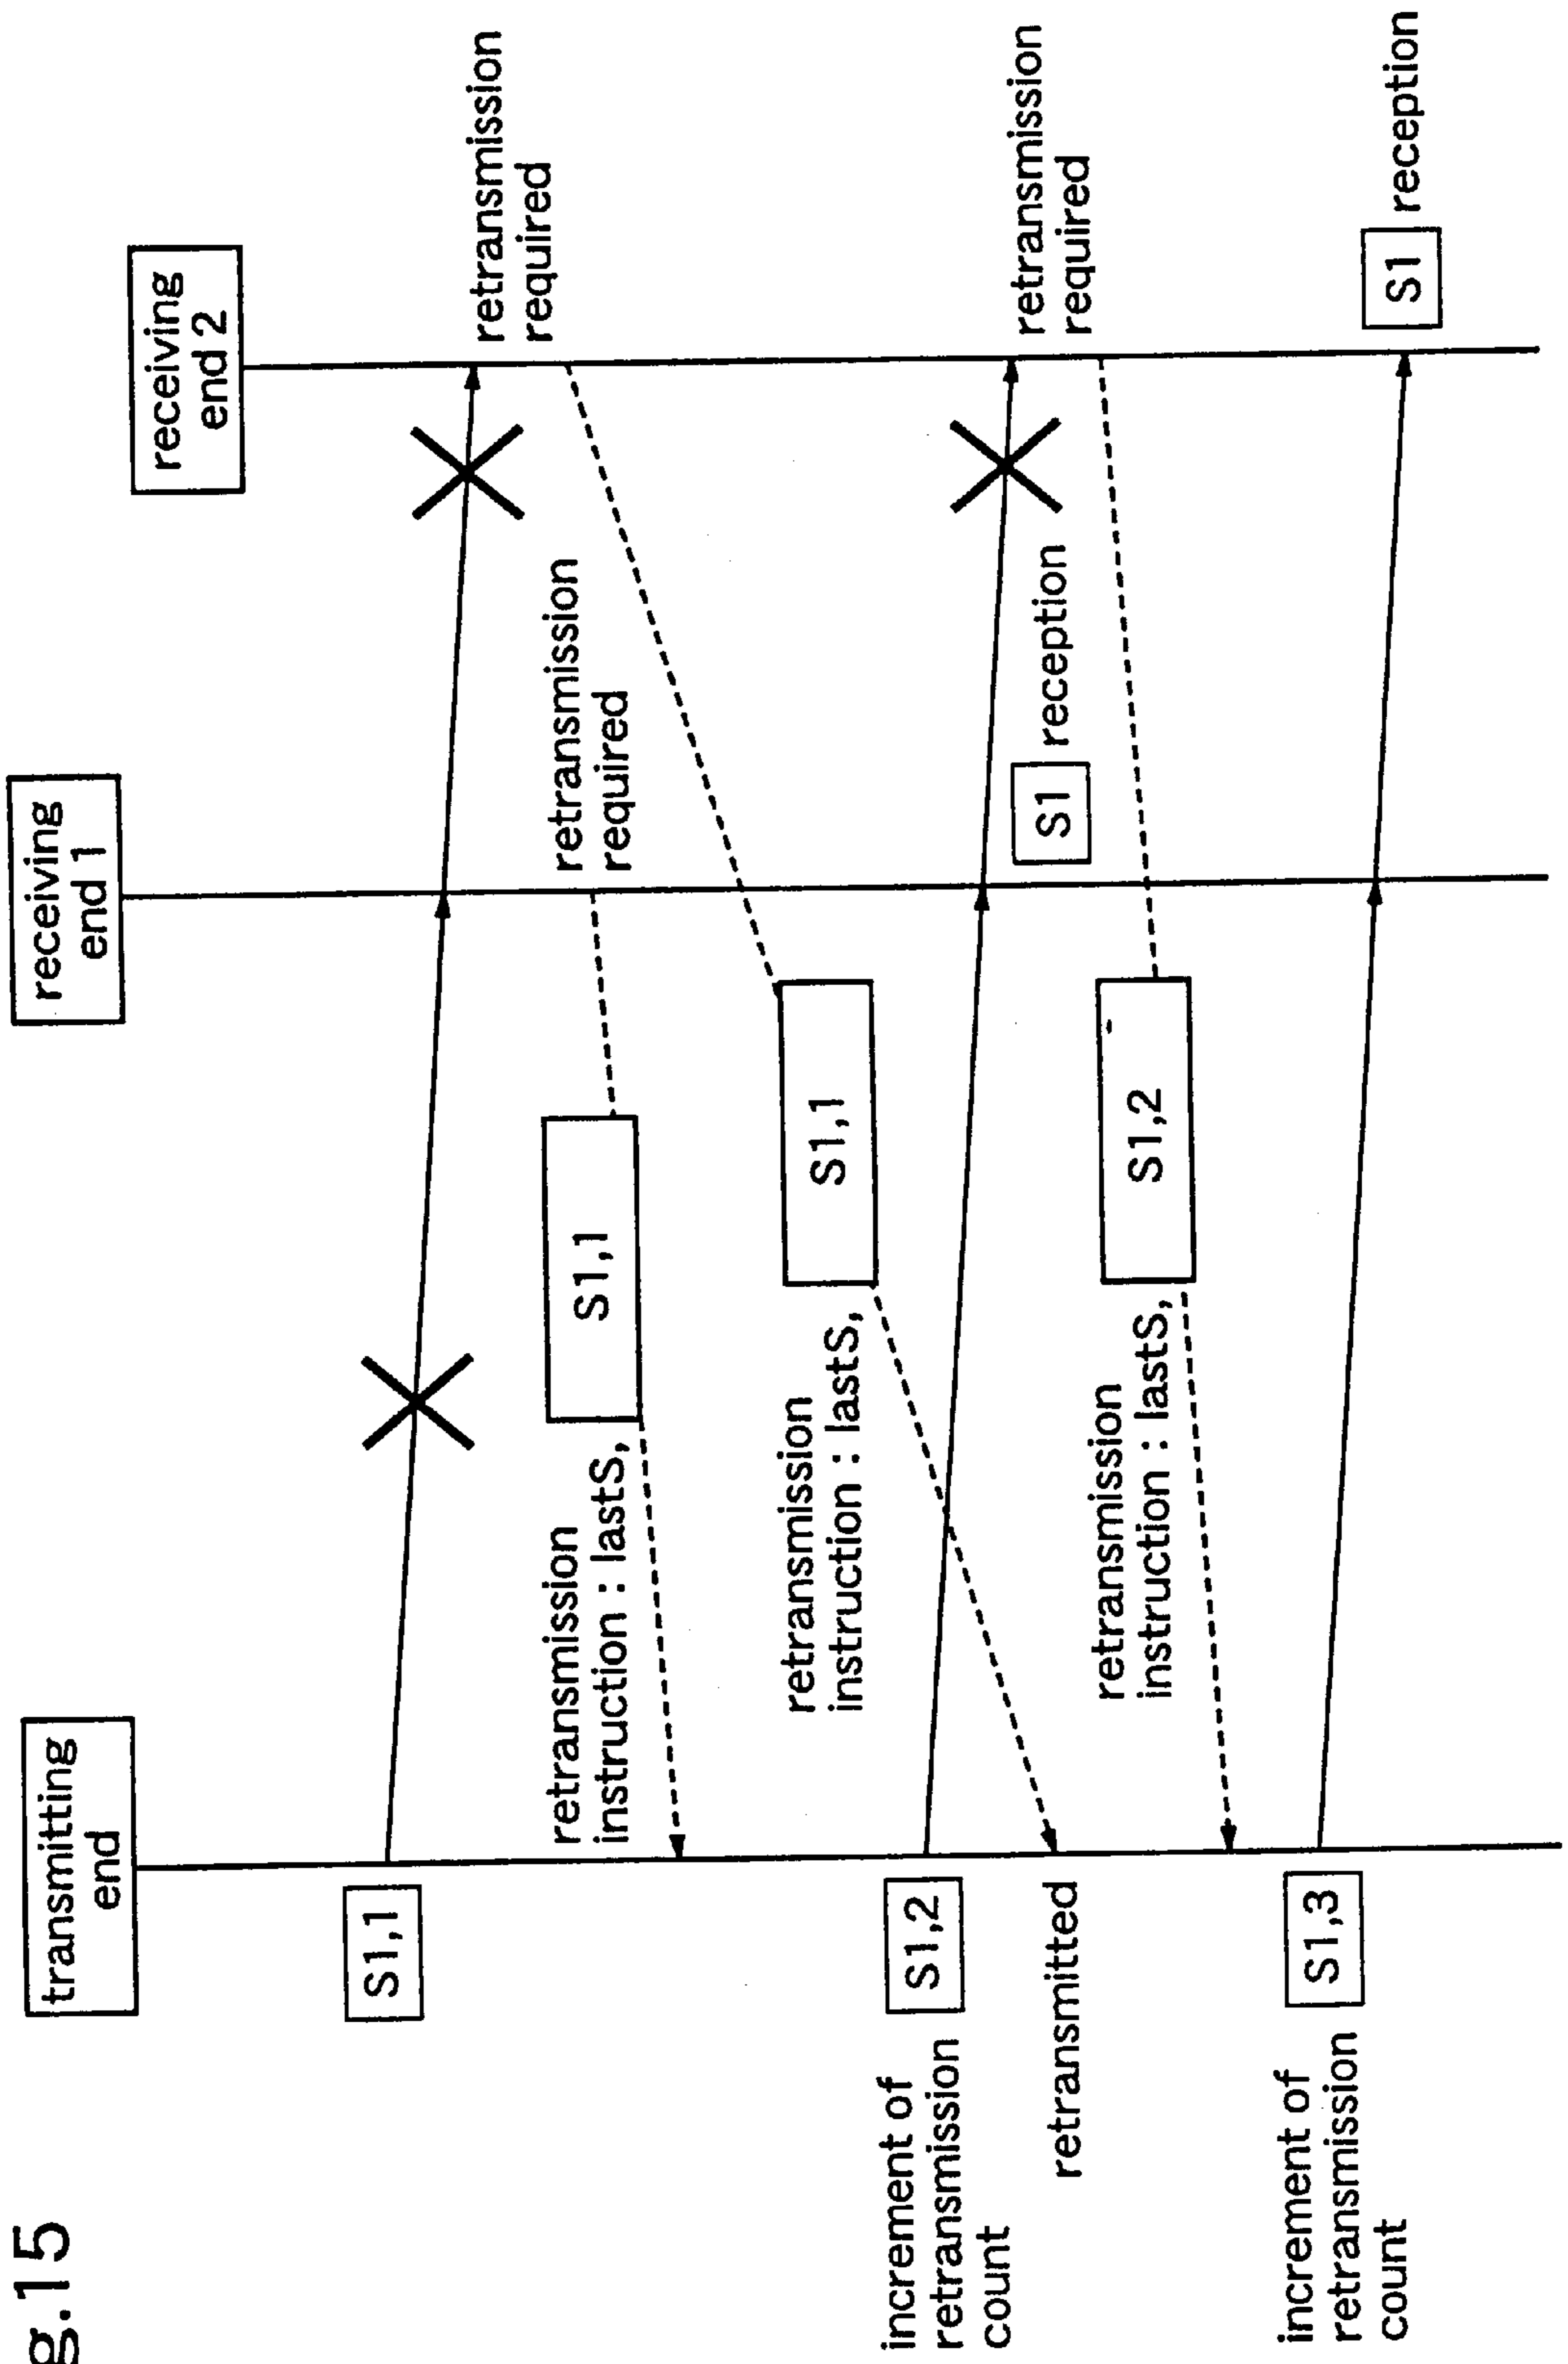 g.15
transmitting
end
receiving
end 1
receiving
end 2
S1,1
retransmission
required
retransmission
required
retransmission
instruction : lastS,
S1,1
retransmission
instruction : lastS,
S1,1
increment of
retransmission
count
S1,2
S1 reception
retransmission
required
retransmitted
retransmission
instruction : lastS,
S1,2
increment of
retransmission
count
S1,3
S1 reception